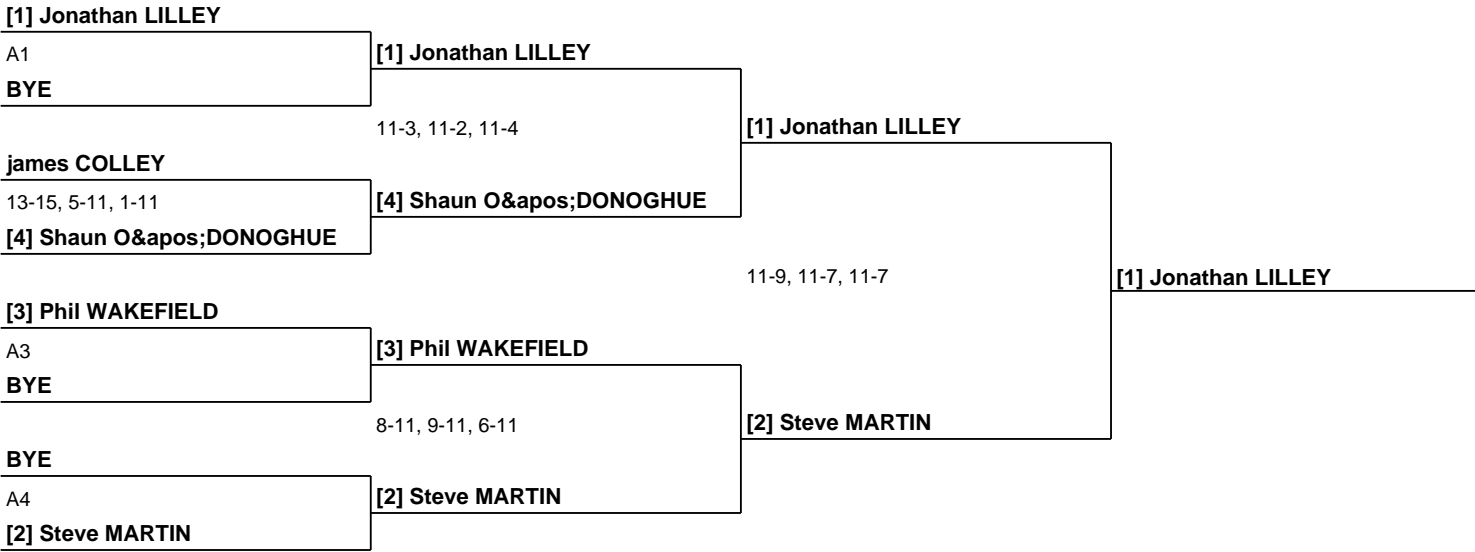 [1] Jonathan LILLEY
A1
BYE
james COLLEY
13-15, 5-11, 1-11
[4] Shaun O&apos;DONOGHUE
[3] Phil WAKEFIELD
A3
BYE
BYE
A4
[2] Steve MARTIN
[1] Jonathan LILLEY
11-3, 11-2, 11-4
[4] Shaun O&apos;DONOGHUE
[3] Phil WAKEFIELD
8-11, 9-11, 6-11
[2] Steve MARTIN
[1] Jonathan LILLEY
11-9, 11-7, 11-7
[2] Steve MARTIN
[1] Jonathan LILLEY